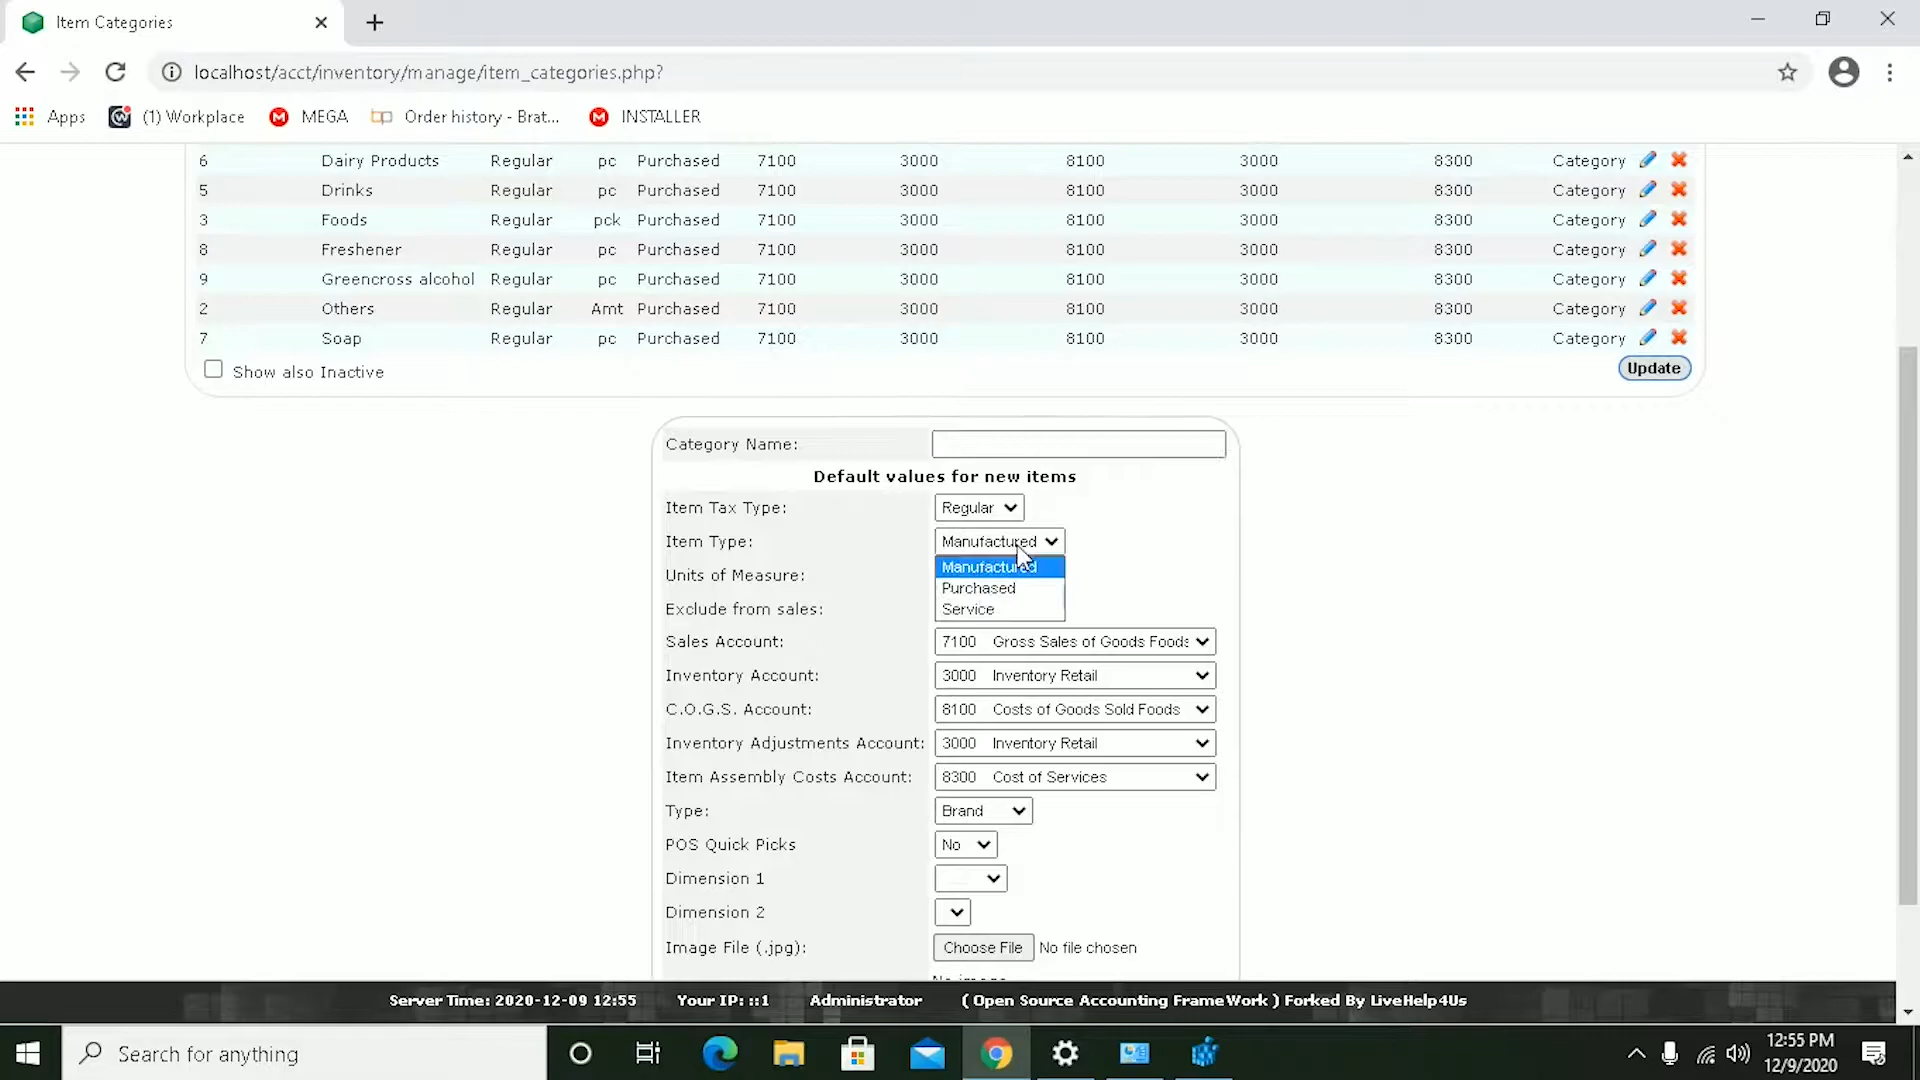 Item Categories
localhost/acct/inventory/manage/item_categories.php?
Apps (1) Workplace MEGA Order history - Brat... INSTALLER
6 Dairy Products Regular pc Purchased 7100 3000 8100 3000 8300 Category
5 Drinks Regular pc Purchased 7100 3000 8100 3000 8300 Category
3 Foods Regular pck Purchased 7100 3000 8100 3000 8300 Category
8 Freshener Regular pc Purchased 7100 3000 8100 3000 8300 Category
9 Greencross alcohol Regular pc Purchased 7100 3000 8100 3000 8300 Category
2 Others Regular Amt Purchased 7100 3000 8100 3000 8300 Category
7 Soap Regular pc Purchased 7100 3000 8100 3000 8300 Category
Show also Inactive Update
Category Name:
Default values for new items
Item Tax Type: Regular
Item Type: Manufactured
Manufactured
Units of Measure:
Purchased
Exclude from sales: Service
Sales Account: 7100 Gross Sales of Goods Foods
Inventory Account: 3000 Inventory Retail
C.O.G.S. Account: 8100 Costs of Goods Sold Foods
Inventory Adjustments Account: 3000 Inventory Retail
Item Assembly Costs Account: 8300 Cost of Services
Type: Brand
POS Quick Picks No
Dimension 1
Dimension 2
Image File (.jpg): Choose File No file chosen
Server Time: 2020-12-09 12:55 Your IP: ::1 Administrator ( Open Source Accounting FrameWork ) Forked By LiveHelp4Us
Search for anything
12:55 PM
12/9/2020